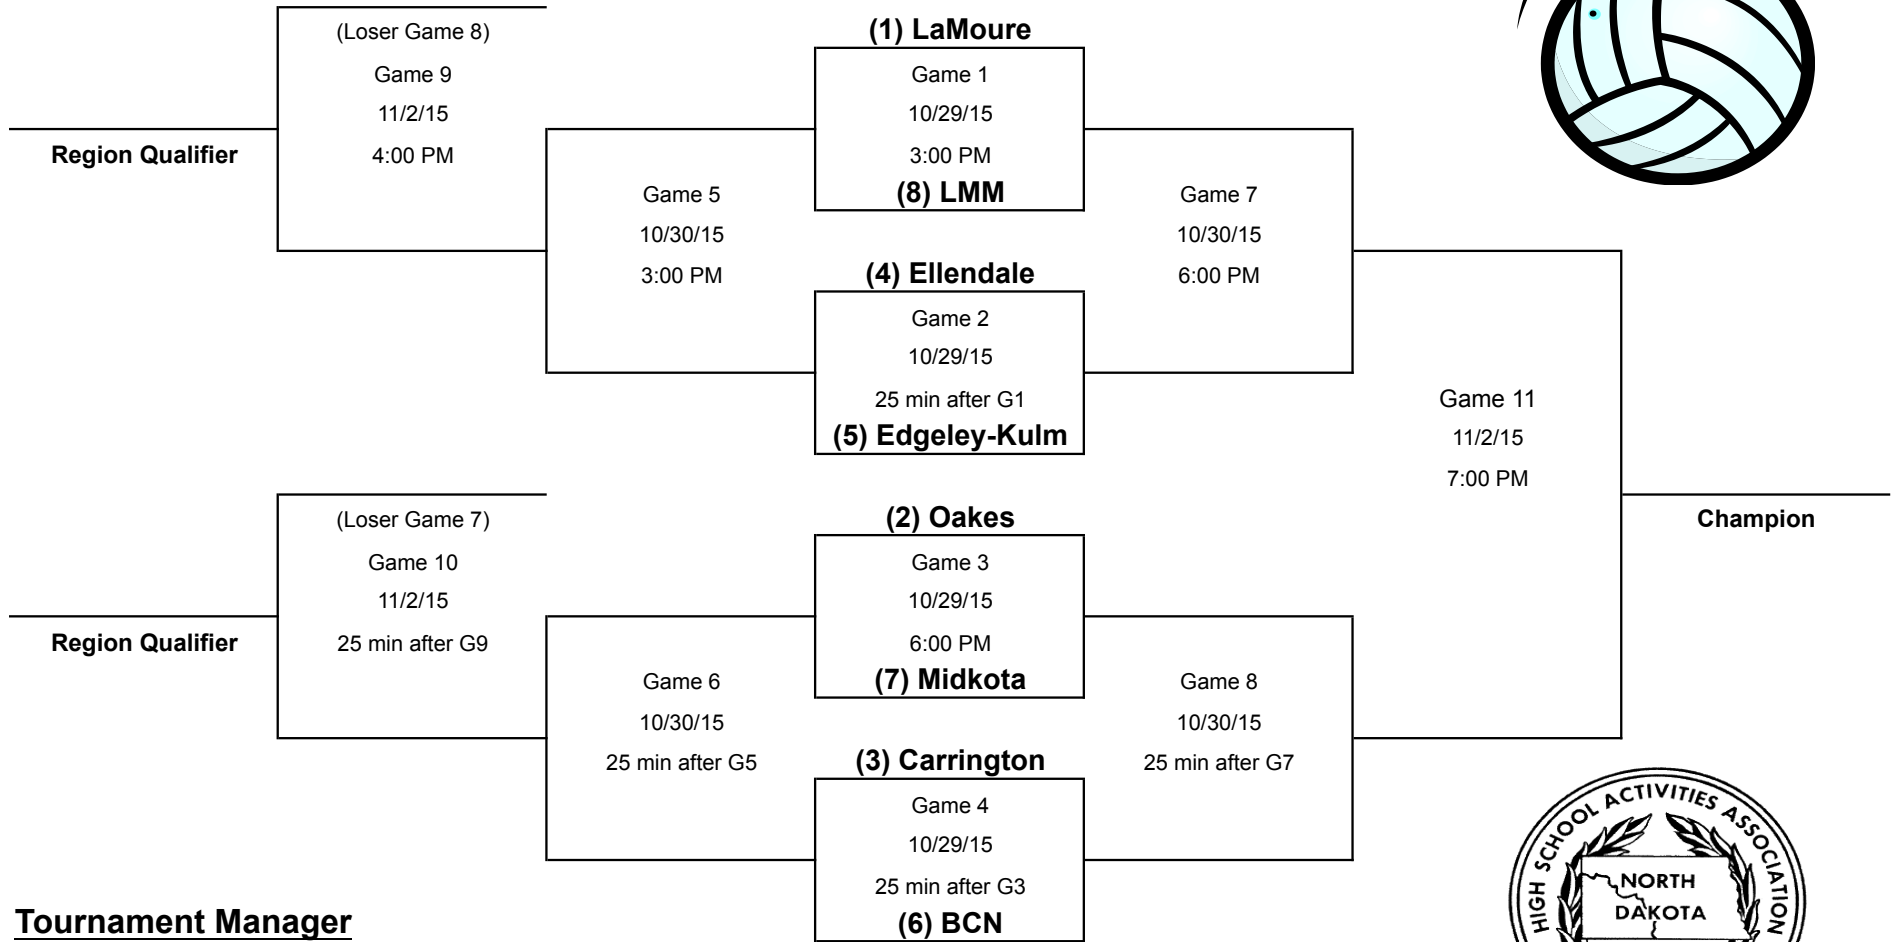 (Loser Game 8)
Game 9
11/2/15
4:00 PM
Region Qualifier
(Loser Game 7)
Game 10
11/2/15
25 min after G9
Region Qualifier
Game 5
10/30/15
3:00 PM
Game 6
10/30/15
25 min after G5
(1) LaMoure
Game 1
10/29/15
3:00 PM
(8) LMM
(4) Ellendale
Game 2
10/29/15
25 min after G1
(5) Edgeley-Kulm
(2) Oakes
Game 3
10/29/15
6:00 PM
(7) Midkota
(3) Carrington
Game 4
10/29/15
25 min after G3
(6) BCN
Game 7
10/30/15
6:00 PM
Game 8
10/30/15
25 min after G7
Game 11
11/2/15
7:00 PM
Champion
Tournament Manager
HIGH SCHOOL ACTIVITIES ASSOCIATION
NORTH
DAKOTA